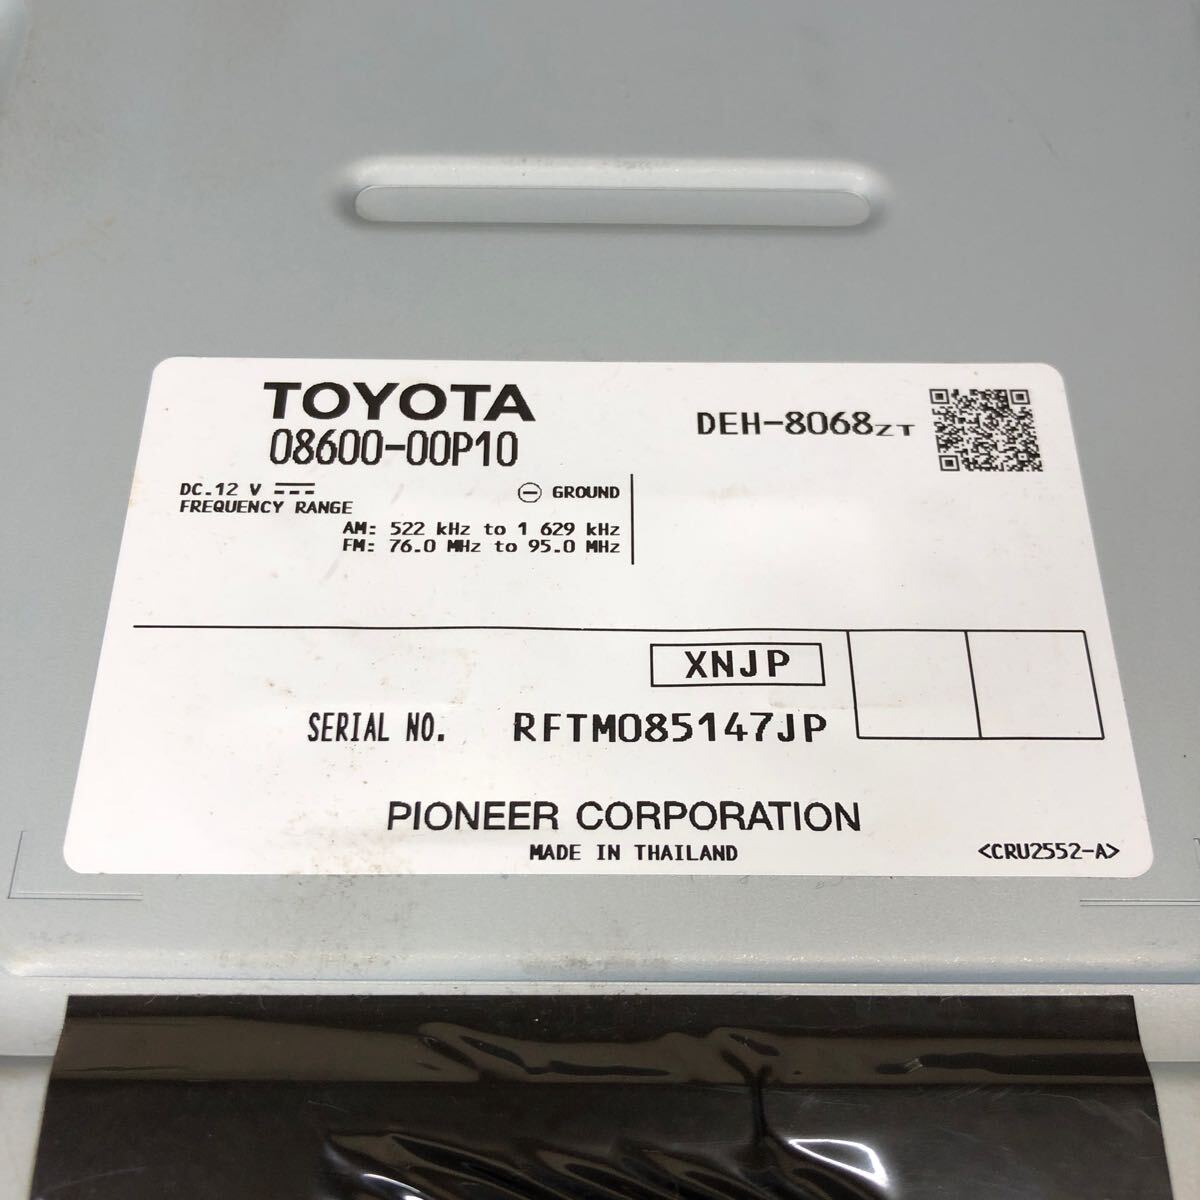 TOYOTA
08600-00P10
DEH-8068ZT
DC.12 V
GROUND
FREQUENCY RANGE
AM: 522 kHz to 1 629 kHz
FM: 76.0 MHz to 95.0 MHz
XNJP
SERIAL NO. RFTM085147JP
PIONEER CORPORATION
MADE IN THAILAND
<CRU2552-A>